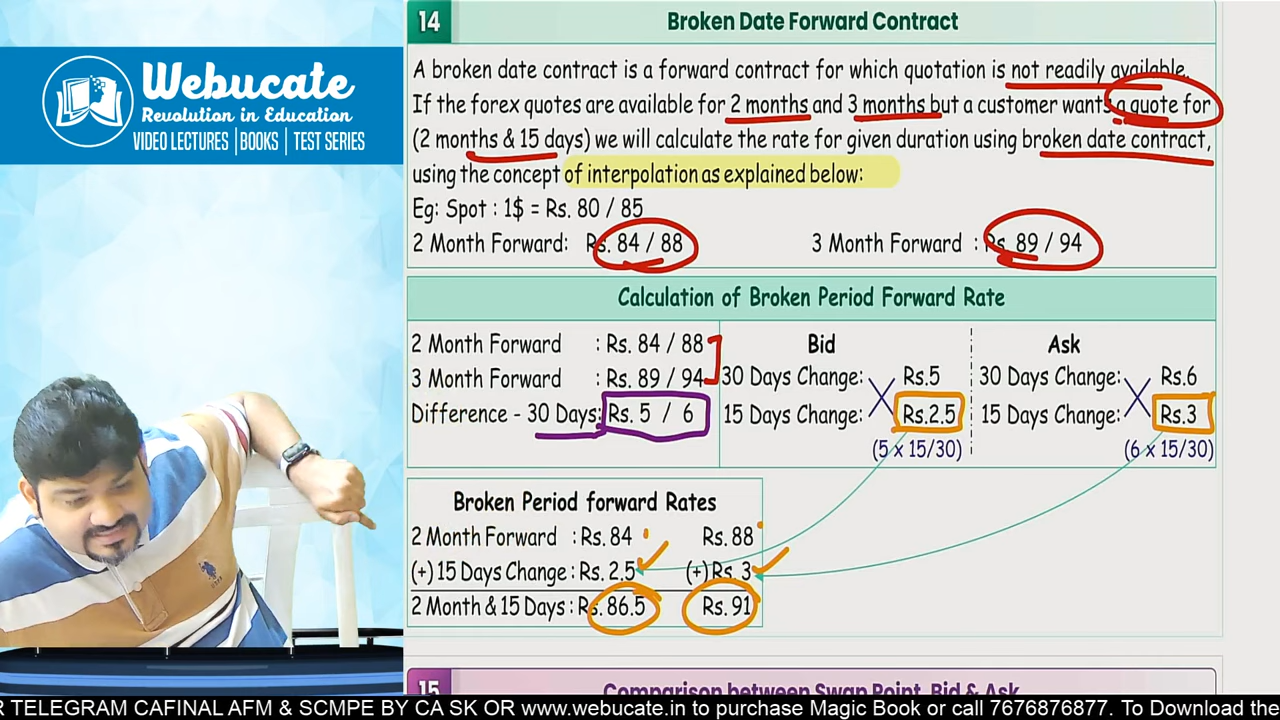 14 Broken Date Forward Contract
Webucate
Revolution in Education
VIDEO LECTURES | BOOKS | TEST SERIES
A broken date contract is a forward contract for which quotation is not readily available.
If the forex quotes are available for 2 months and 3 months but a customer wants a quote for
(2 months & 15 days) we will calculate the rate for given duration using broken date contract,
using the concept of interpolation as explained below:
Eg: Spot : 1$ = Rs. 80 / 85
2 Month Forward: Rs. 84 / 88 3 Month Forward : Rs. 89 / 94
Calculation of Broken Period Forward Rate
2 Month Forward : Rs. 84 / 88
3 Month Forward : Rs. 89 / 94
Difference - 30 Days: Rs. 5 / 6
Bid
30 Days Change: Rs.5
15 Days Change: Rs.2.5
(5 x 15/30)
Ask
30 Days Change: Rs.6
15 Days Change: Rs.3
(6 x 15/30)
Broken Period forward Rates
2 Month Forward : Rs. 84 Rs. 88
(+) 15 Days Change : Rs. 2.5 (+) Rs. 3
2 Month & 15 Days : Rs. 86.5 Rs. 91
15 Comparison between Swap Point, Bid & Ask
R TELEGRAM CAFINAL AFM & SCMPE BY CA SK OR www.webucate.in to purchase Magic Book or call 7676876877. To Download the